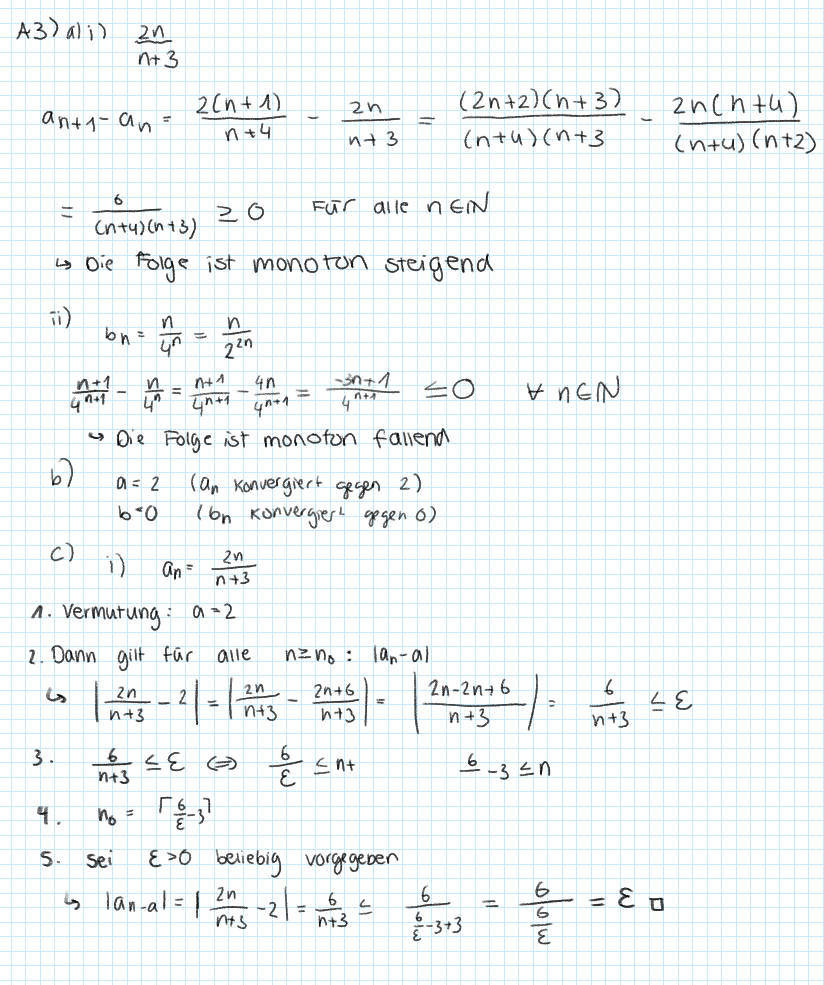 A3) a) i) 2n/(n+3)
a_{n+1} - a_n = 2(n+1)/(n+4) - 2n/(n+3) = (2n+2)(n+3)/((n+4)(n+3 - 2n(n+4)/((n+4)(n+2))
= 6/((n+4)(n+3)) ≥ 0 Für alle n∈ℕ
↳ Die Folge ist monoton steigend
ii) b_n = n/4^n = n/2^{2n}
(n+1)/4^{n+1} - n/4^n = (n+1)/4^{n+1} - 4n/4^{n+1} = (-3n+1)/4^{n+1} ≤ 0 ∀ n∈ℕ
↳ Die Folge ist monoton fallend
b) a = 2 (a_n konvergiert gegen 2)
b=0 (b_n konvergiert gegen 0)
c) i) a_n = 2n/(n+3)
1. Vermutung: a=2
2. Dann gilt für alle n≥n_0 : |a_n-a|
↳ |2n/(n+3) - 2| = |2n/(n+3) - (2n+6)/(n+3)| = |(2n-2n+6)/(n+3)| = 6/(n+3) ≤ ε
3. 6/(n+3) ≤ ε ⇔ 6/ε ≤ n+ 6/ -3 ≤ n
4. n_0 = ⌈6/ε -3⌉
5. sei ε>0 beliebig vorgegeben
↳ |a_n-a| = |2n/(n+3) - 2| = 6/(n+3) ≤ 6/(6/ε -3+3) = 6/(6/ε) = ε □